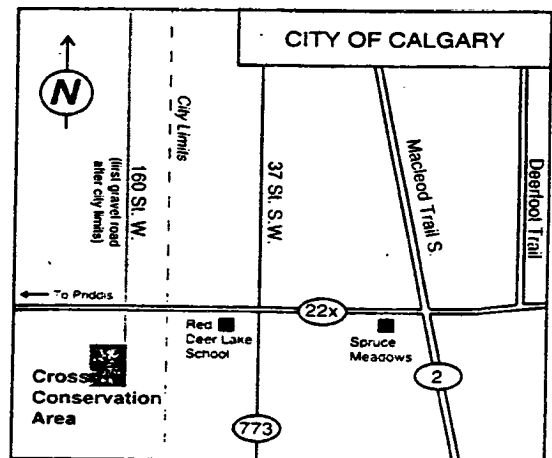 CITY OF CALGARY
N
City Limits
160 St. W.
(first gravel road
after city limits)
37 St. S.W.
Macleod Trail S.
Deerfoot Trail
To Priddis
22x
Red
Deer Lake
School
Spruce
Meadows
Cross
Conservation
Area
2
773